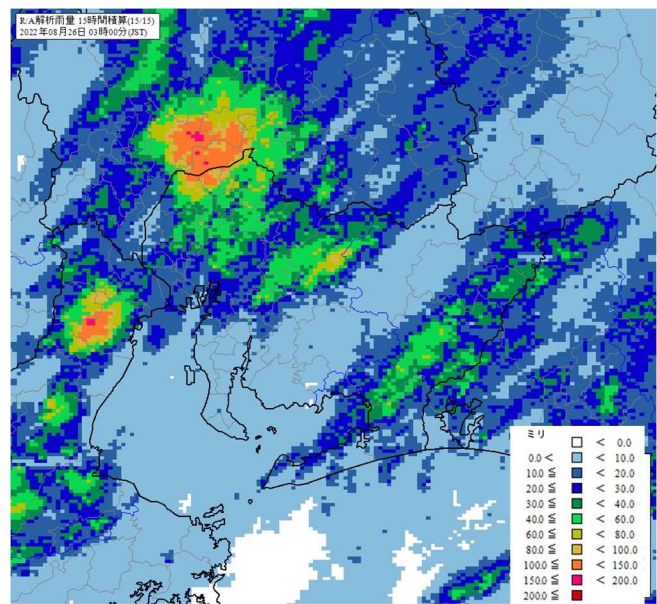 R/A解析雨量 15時間積算(15/15)
2022年08月26日 03時00分(JST)
ミリ
< 0.0
0.0 < < 10.0
10.0 ≦ < 20.0
20.0 ≦ < 30.0
30.0 ≦ < 40.0
40.0 ≦ < 60.0
60.0 ≦ < 80.0
80.0 ≦ < 100.0
100.0 ≦ < 150.0
150.0 ≦ < 200.0
200.0 ≦